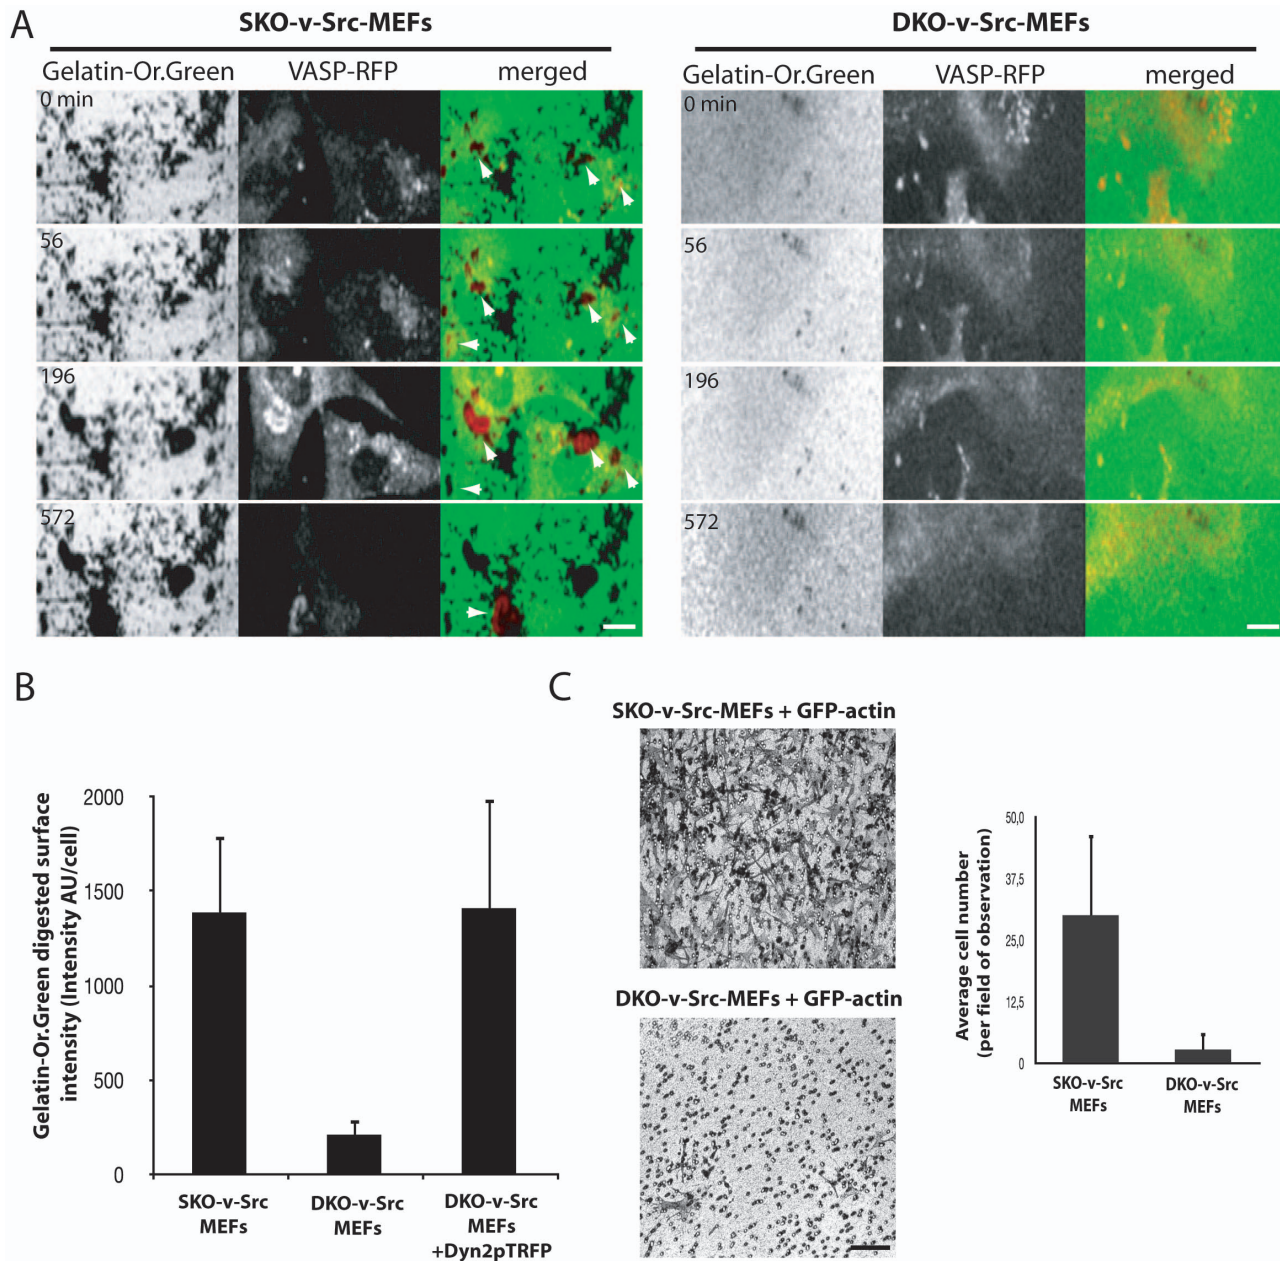 A
SKO-v-Src-MEFs
DKO-v-Src-MEFs
Gelatin-Or.Green VASP-RFP merged
Gelatin-Or.Green VASP-RFP merged
0 min
56
196
572
0 min
56
196
572
B
Gelatin-Or.Green digested surface
intensity (Intensity AU/cell)
2000
1500
1000
500
0
SKO-v-Src
MEFs
DKO-v-Src
MEFs
DKO-v-Src
MEFs
+Dyn2pTRFP
C
SKO-v-Src-MEFs + GFP-actin
DKO-v-Src-MEFs + GFP-actin
Average cell number
(per field of observation)
50,0
37,5
25,0
12,5
0
SKO-v-Src
MEFs
DKO-v-Src
MEFs